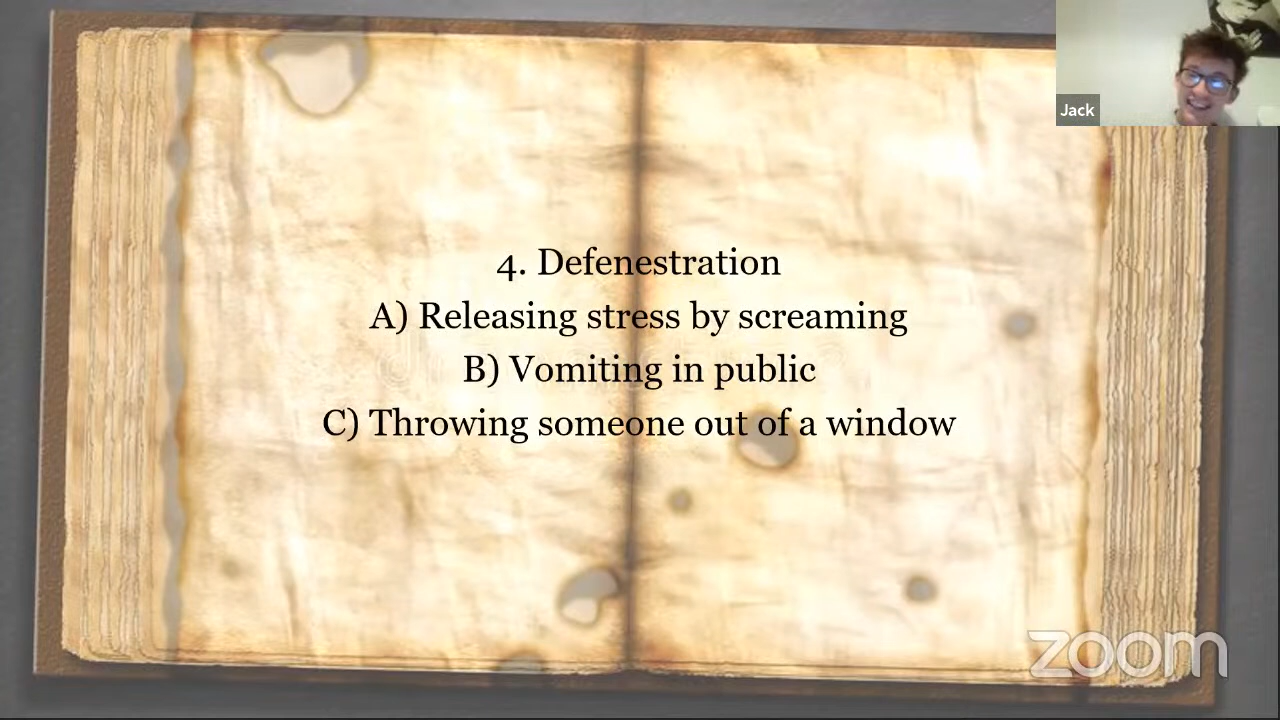 Jack
4. Defenestration
A) Releasing stress by screaming
B) Vomiting in public
C) Throwing someone out of a window
zoom